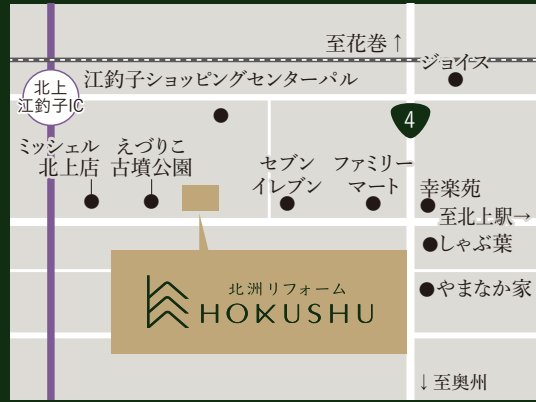 至花巻↑
ジョイス
北上
江釣子IC
江釣子ショッピングセンターパル
4
ミッシェル
北上店
えづりこ
古墳公園
セブン
イレブン
ファミリー
マート
幸楽苑
至北上駅→
しゃぶ葉
やまなか家
北洲リフォーム
HOKUSHU
↓至奥州